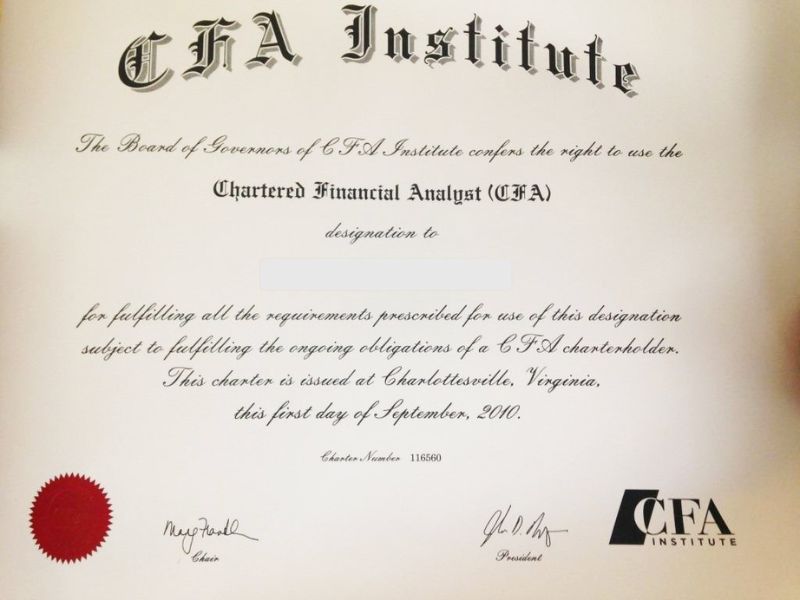 CFA Institute
The Board of Governors of CFA Institute confers the right to use the
Chartered Financial Analyst (CFA)
designation to
for fulfilling all the requirements prescribed for use of this designation
subject to fulfilling the ongoing obligations of a CFA charterholder.
This charter is issued at Charlottesville, Virginia,
this first day of September, 2010.
Charter Number 116560
Chair
President
CFA
INSTITUTE